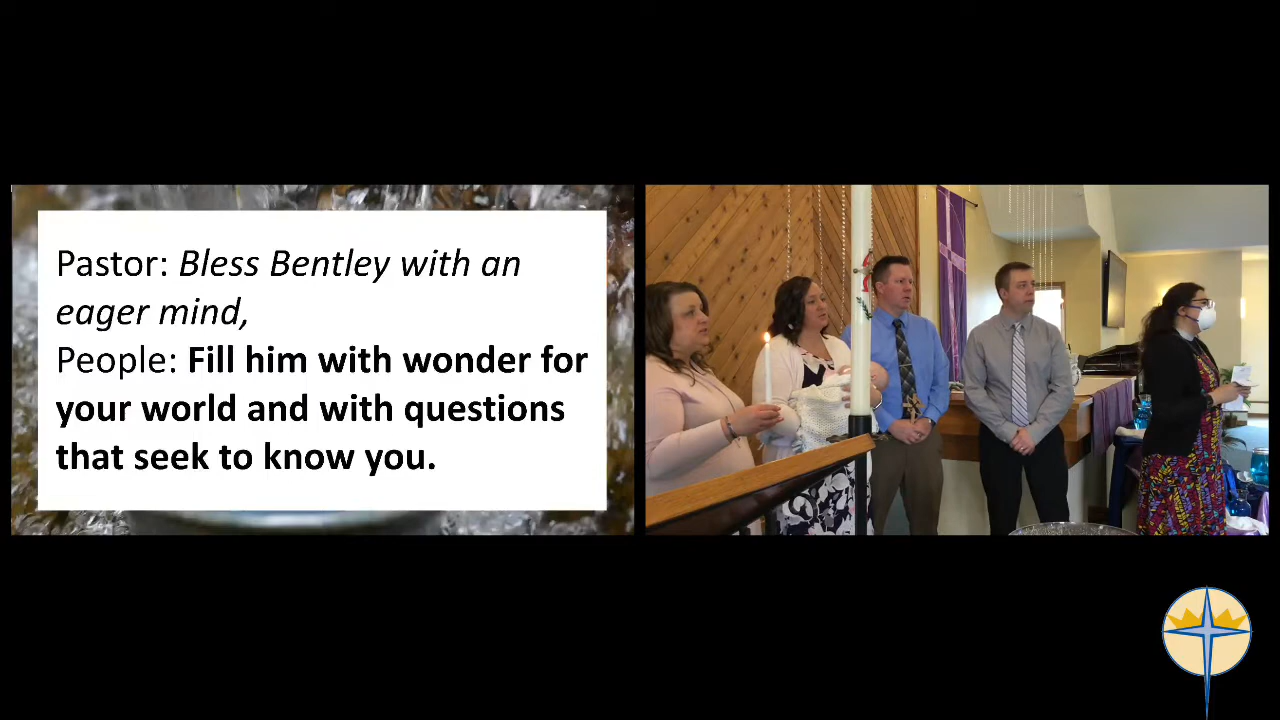 Pastor: Bless Bentley with an
eager mind,
People: Fill him with wonder for
your world and with questions
that seek to know you.